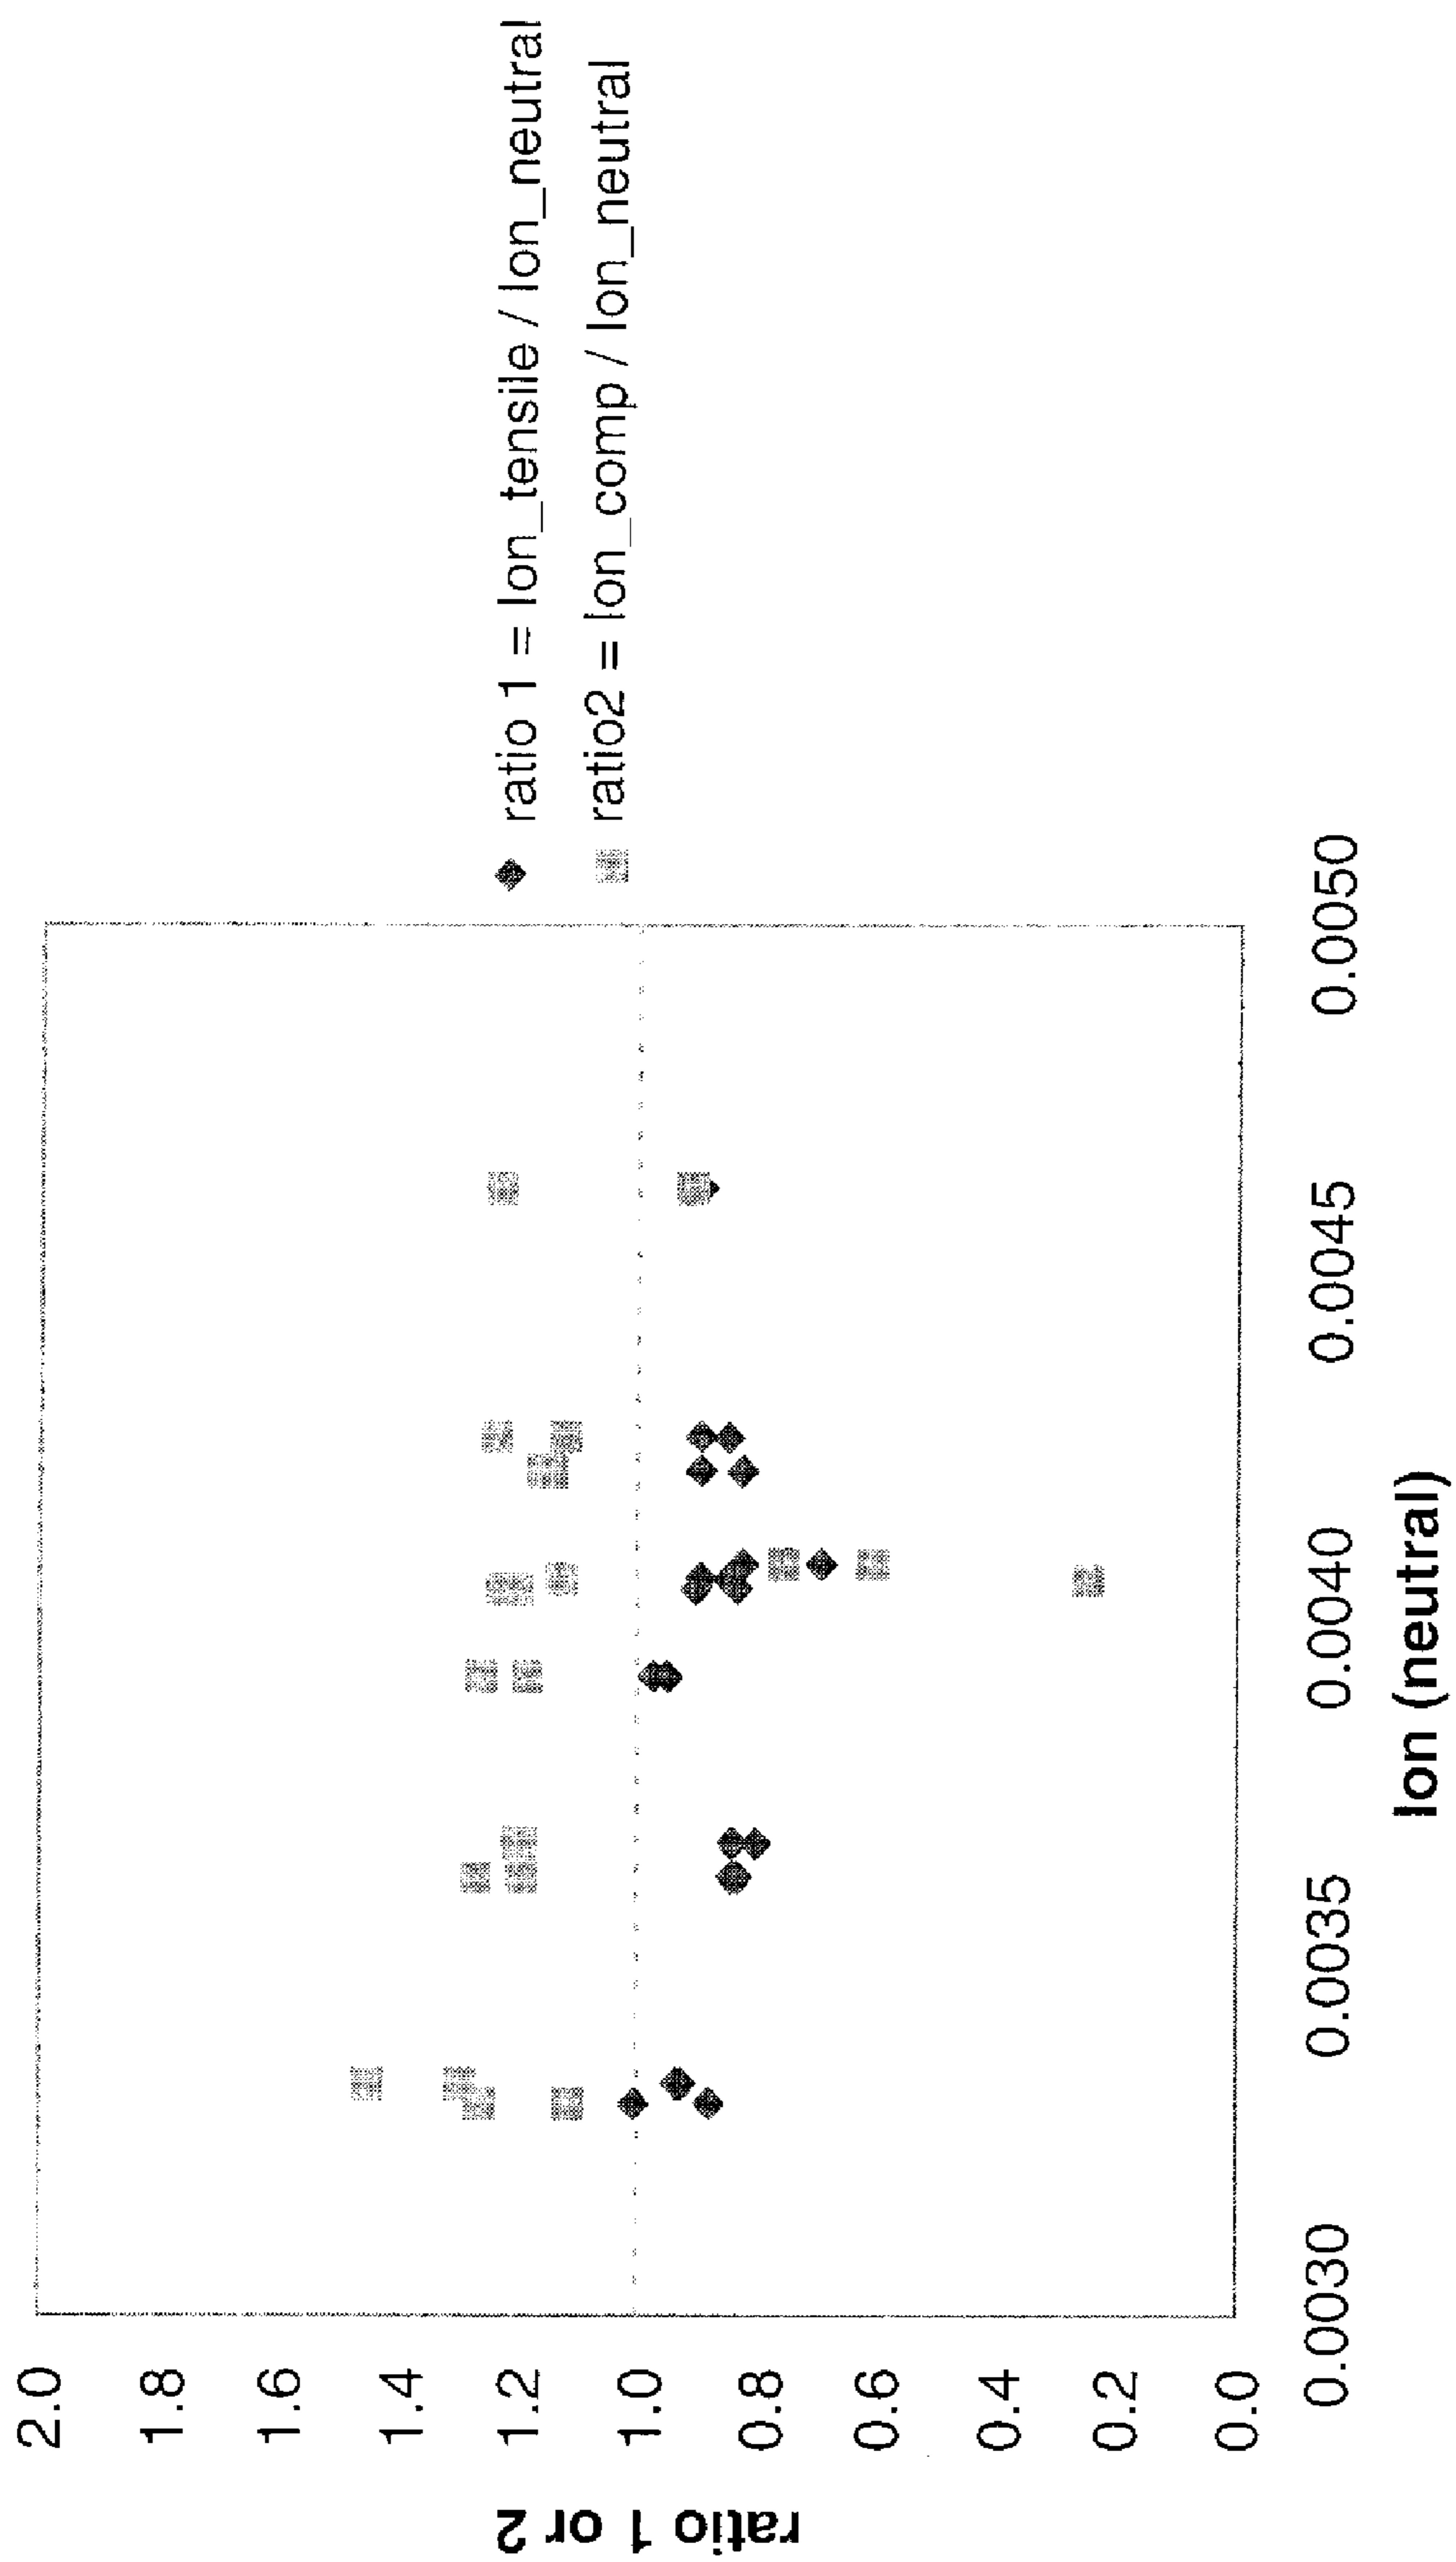 ratio 1 or 2
2.0
1.8
1.6
1.4
1.2
1.0
0.8
0.6
0.4
0.2
0.0
0.0030 0.0035 0.0040 0.0045 0.0050
Ion (neutral)
ratio 1 = Ion_tensile / Ion_neutral
ratio2 = Ion_comp / Ion_neutral